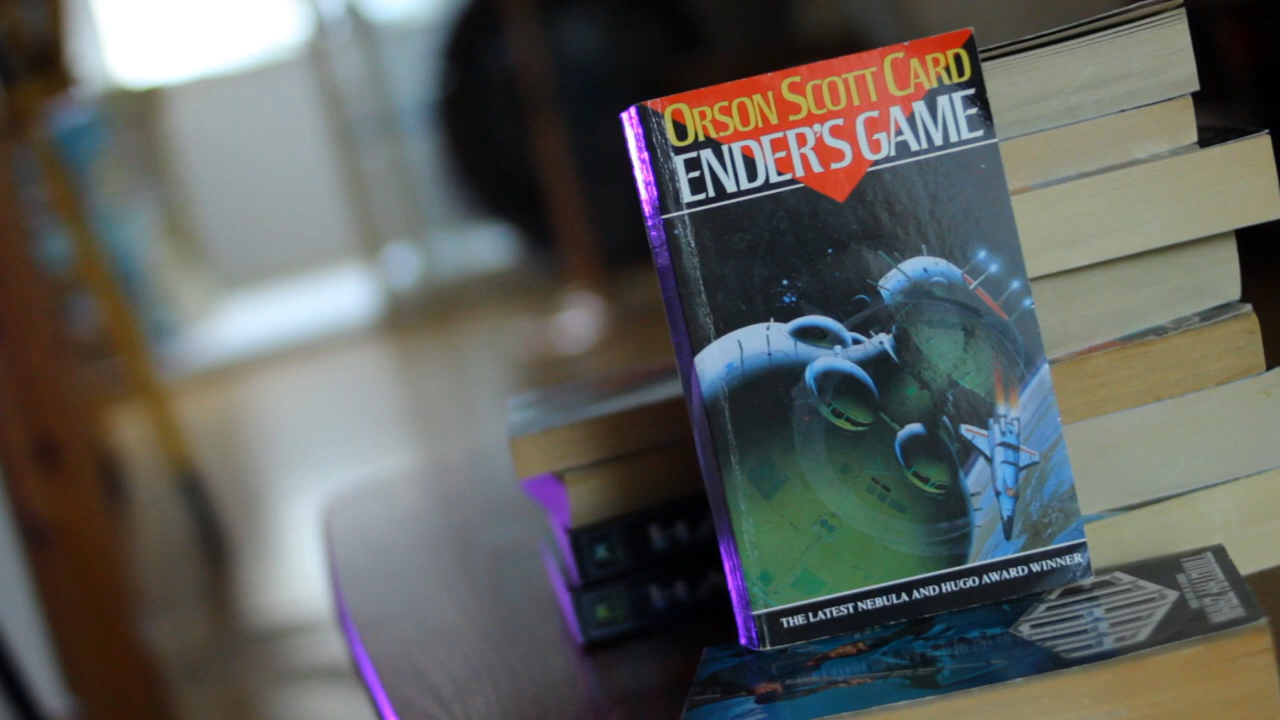 ORSON SCOTT CARD
ENDER'S GAME
THE LATEST NEBULA AND HUGO AWARD WINNER